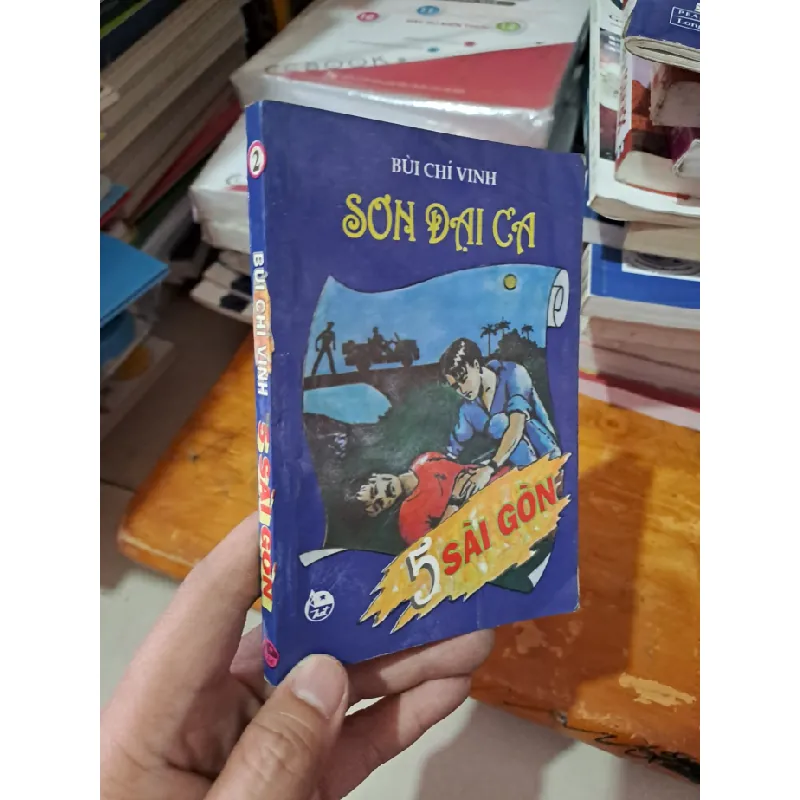 BÙI CHÍ VINH
SƠN ĐẠI CA
5 SÀI GÒN
2
BÙI CHÍ VINH
5 SÀI GÒN